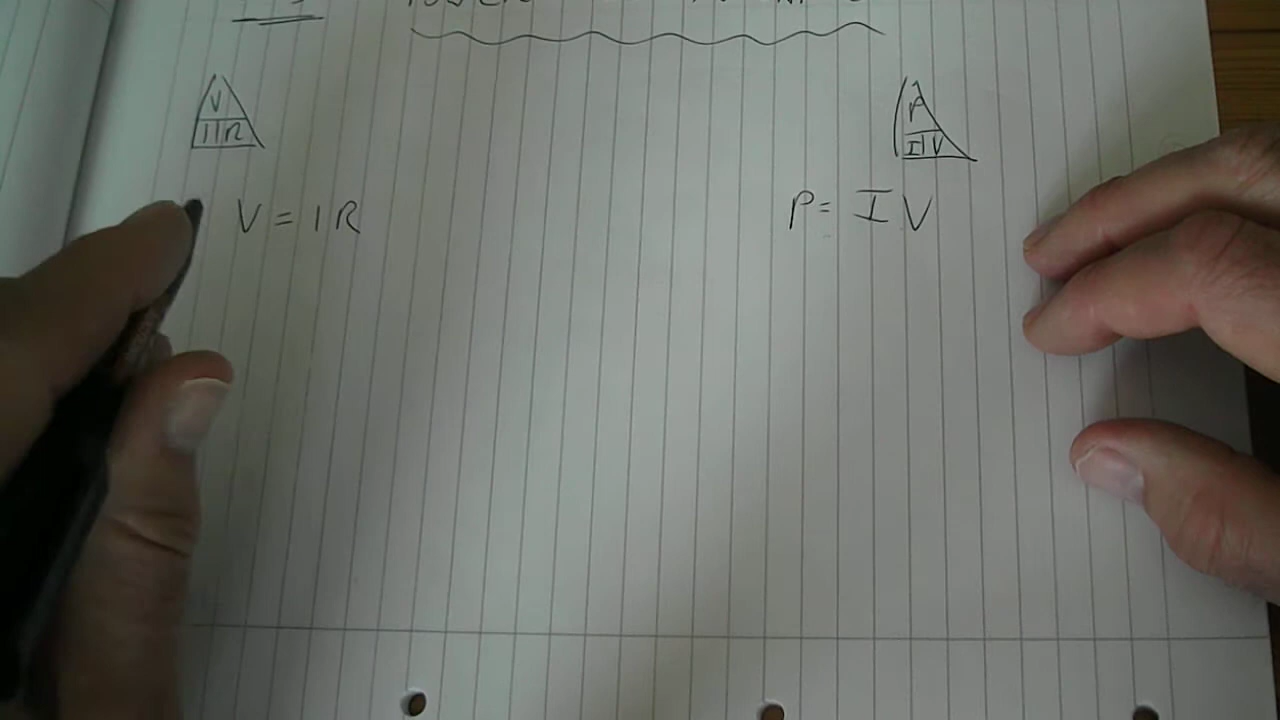 V
I R
P
I V
V = I R
P = I V